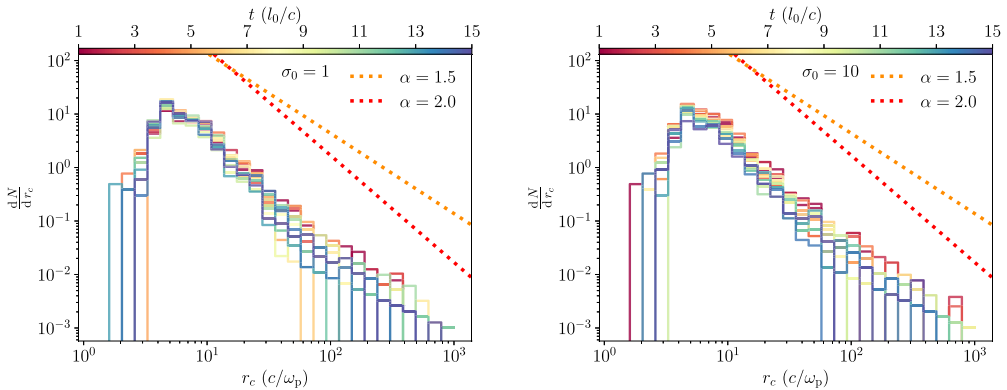 t (l₀/c)
1 3 5 7 9 11 13 15
σ₀ = 1
α = 1.5
α = 2.0
10²
10¹
10⁰
10⁻¹
10⁻²
10⁻³
dN/dr_c
10⁰ 10¹ 10² 10³
r_c (c/ω_p)
t (l₀/c)
1 3 5 7 9 11 13 15
σ₀ = 10
α = 1.5
α = 2.0
10²
10¹
10⁰
10⁻¹
10⁻²
10⁻³
dN/dr_c
10⁰ 10¹ 10² 10³
r_c (c/ω_p)